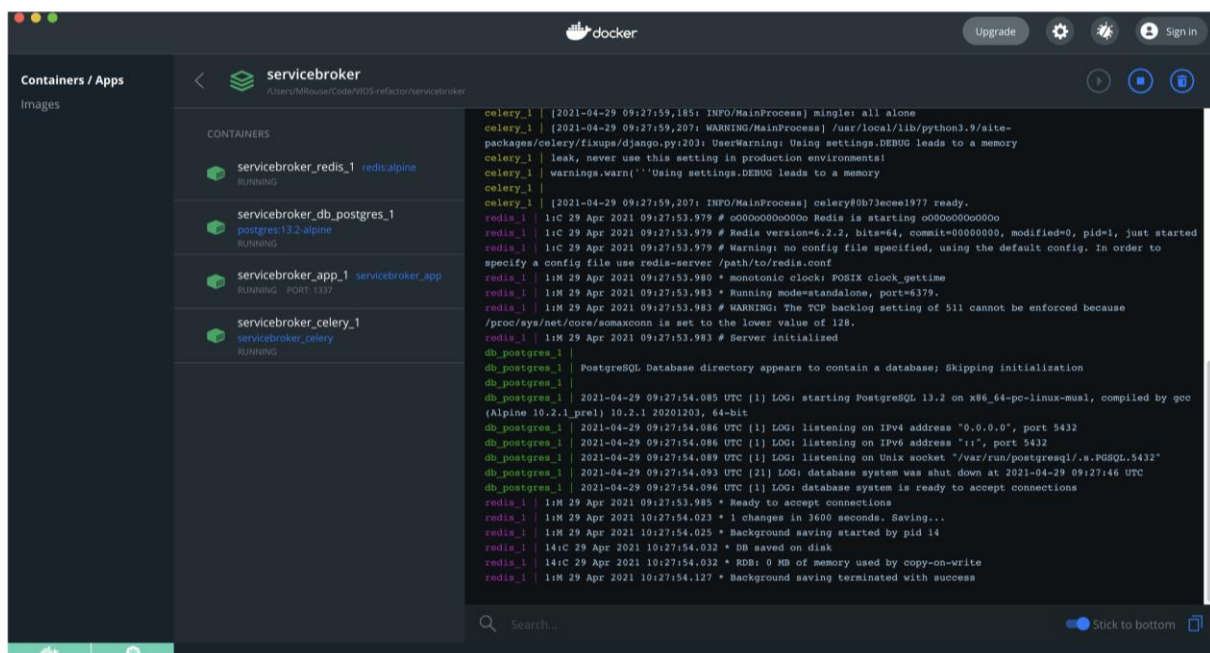 docker
Upgrade
Sign in
Containers / Apps
Images
servicebroker
/Users/MRouse/Code/VIOS-refactor/servicebroker
CONTAINERS
servicebroker_redis_1 redis:alpine
RUNNING
servicebroker_db_postgres_1
postgres:13.2-alpine
RUNNING
servicebroker_app_1 servicebroker_app
RUNNING PORT: 1337
servicebroker_celery_1
servicebroker_celery
RUNNING
celery_1 | [2021-04-29 09:27:59,185: INFO/MainProcess] mingle: all alone
celery_1 | [2021-04-29 09:27:59,207: WARNING/MainProcess] /usr/local/lib/python3.9/site-
packages/celery/fixups/django.py:203: UserWarning: Using settings.DEBUG leads to a memory
celery_1 | leak, never use this setting in production environments!
celery_1 | warnings.warn('''Using settings.DEBUG leads to a memory
celery_1 |
celery_1 | [2021-04-29 09:27:59,207: INFO/MainProcess] celery@0b73ecee1977 ready.
redis_1 | 1:C 29 Apr 2021 09:27:53.979 # oO0OoO0OoO0Oo Redis is starting oO0OoO0OoO0Oo
redis_1 | 1:C 29 Apr 2021 09:27:53.979 # Redis version=6.2.2, bits=64, commit=00000000, modified=0, pid=1, just started
redis_1 | 1:C 29 Apr 2021 09:27:53.979 # Warning: no config file specified, using the default config. In order to
specify a config file use redis-server /path/to/redis.conf
redis_1 | 1:M 29 Apr 2021 09:27:53.980 * monotonic clock: POSIX clock_gettime
redis_1 | 1:M 29 Apr 2021 09:27:53.983 * Running mode=standalone, port=6379.
redis_1 | 1:M 29 Apr 2021 09:27:53.983 # WARNING: The TCP backlog setting of 511 cannot be enforced because
/proc/sys/net/core/somaxconn is set to the lower value of 128.
redis_1 | 1:M 29 Apr 2021 09:27:53.983 # Server initialized
db_postgres_1 |
db_postgres_1 | PostgreSQL Database directory appears to contain a database; Skipping initialization
db_postgres_1 |
db_postgres_1 | 2021-04-29 09:27:54.085 UTC [1] LOG: starting PostgreSQL 13.2 on x86_64-pc-linux-musl, compiled by gcc
(Alpine 10.2.1_pre1) 10.2.1 20201203, 64-bit
db_postgres_1 | 2021-04-29 09:27:54.086 UTC [1] LOG: listening on IPv4 address "0.0.0.0", port 5432
db_postgres_1 | 2021-04-29 09:27:54.086 UTC [1] LOG: listening on IPv6 address "::", port 5432
db_postgres_1 | 2021-04-29 09:27:54.089 UTC [1] LOG: listening on Unix socket "/var/run/postgresql/.s.PGSQL.5432"
db_postgres_1 | 2021-04-29 09:27:54.093 UTC [21] LOG: database system was shut down at 2021-04-29 09:27:46 UTC
db_postgres_1 | 2021-04-29 09:27:54.096 UTC [1] LOG: database system is ready to accept connections
redis_1 | 1:M 29 Apr 2021 09:27:53.985 * Ready to accept connections
redis_1 | 1:M 29 Apr 2021 10:27:54.023 * 1 changes in 3600 seconds. Saving...
redis_1 | 1:M 29 Apr 2021 10:27:54.025 * Background saving started by pid 14
redis_1 | 14:C 29 Apr 2021 10:27:54.032 * DB saved on disk
redis_1 | 14:C 29 Apr 2021 10:27:54.032 * RDB: 0 MB of memory used by copy-on-write
redis_1 | 1:M 29 Apr 2021 10:27:54.127 * Background saving terminated with success
Search...
Stick to bottom